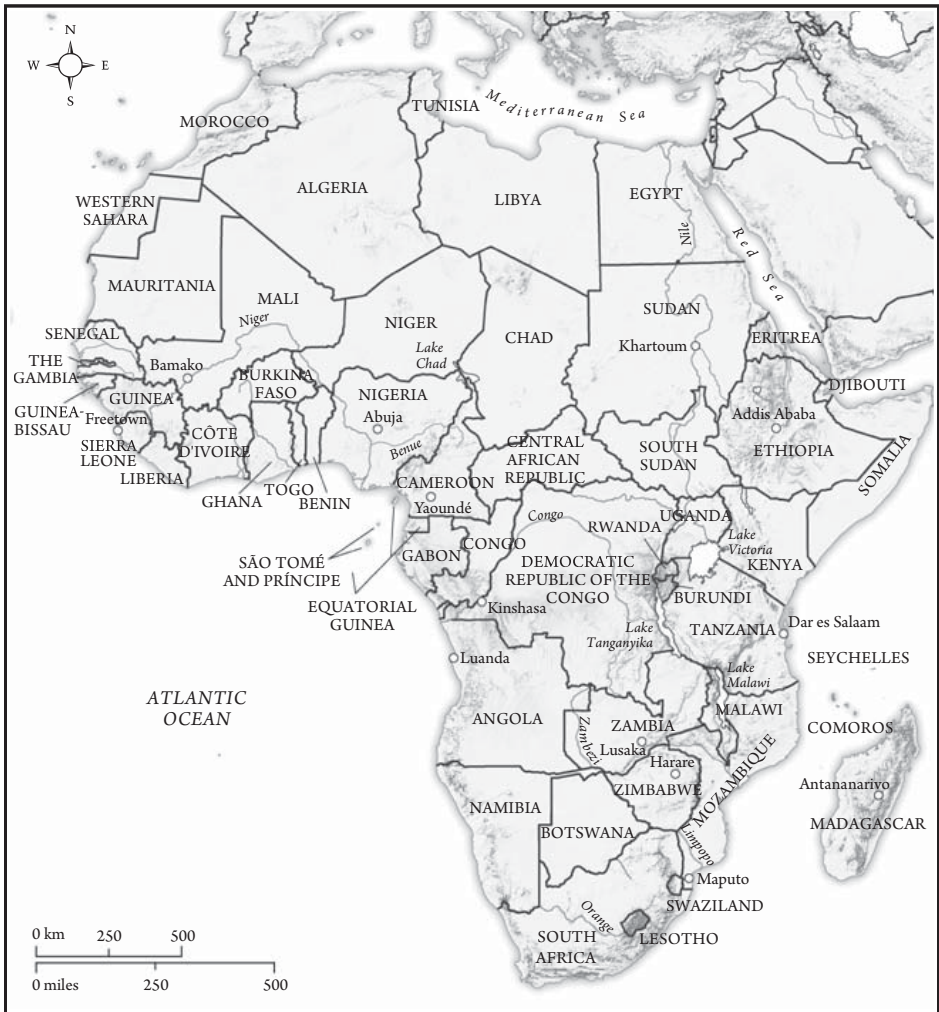 N
W E
S
Mediterranean Sea
TUNISIA
MOROCCO
ALGERIA
LIBYA
EGYPT
WESTERN
SAHARA
Nile
Red Sea
MAURITANIA
MALI
Niger
NIGER
CHAD
SUDAN
Khartoum
ERITREA
SENEGAL
THE
GAMBIA
Bamako
Lake
Chad
BURKINA
FASO
NIGERIA
Abuja
DJIBOUTI
GUINEA-
BISSAU
GUINEA
Freetown
SIERRA
LEONE
CÔTE
D'IVOIRE
LIBERIA
GHANA
TOGO
BENIN
Benue
CAMEROON
Yaoundé
CENTRAL
AFRICAN
REPUBLIC
SOUTH
SUDAN
Addis Ababa
ETHIOPIA
SOMALIA
SÃO TOMÉ
AND PRÍNCIPE
EQUATORIAL
GUINEA
GABON
CONGO
Congo
RWANDA
UGANDA
Lake
Victoria
KENYA
DEMOCRATIC
REPUBLIC OF THE
CONGO
BURUNDI
Kinshasa
TANZANIA
Dar es Salaam
Lake
Tanganyika
SEYCHELLES
Luanda
Lake
Malawi
ATLANTIC
OCEAN
ANGOLA
ZAMBIA
MALAWI
COMOROS
Zambezi
Lusaka
Harare
ZIMBABWE
MOZAMBIQUE
Antananarivo
MADAGASCAR
NAMIBIA
BOTSWANA
Limpopo
Maputo
SWAZILAND
Orange
LESOTHO
SOUTH
AFRICA
0 km 250 500
0 miles 250 500